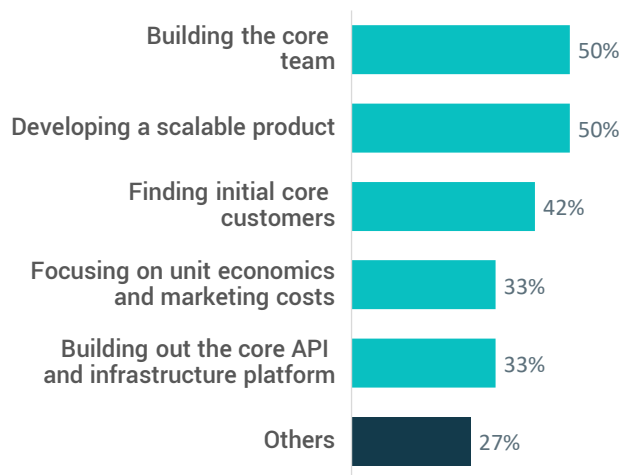 Building the core
team
50%
Developing a scalable product
50%
Finding initial core
customers
42%
Focusing on unit economics
and marketing costs
33%
Building out the core API
and infrastructure platform
33%
Others
27%